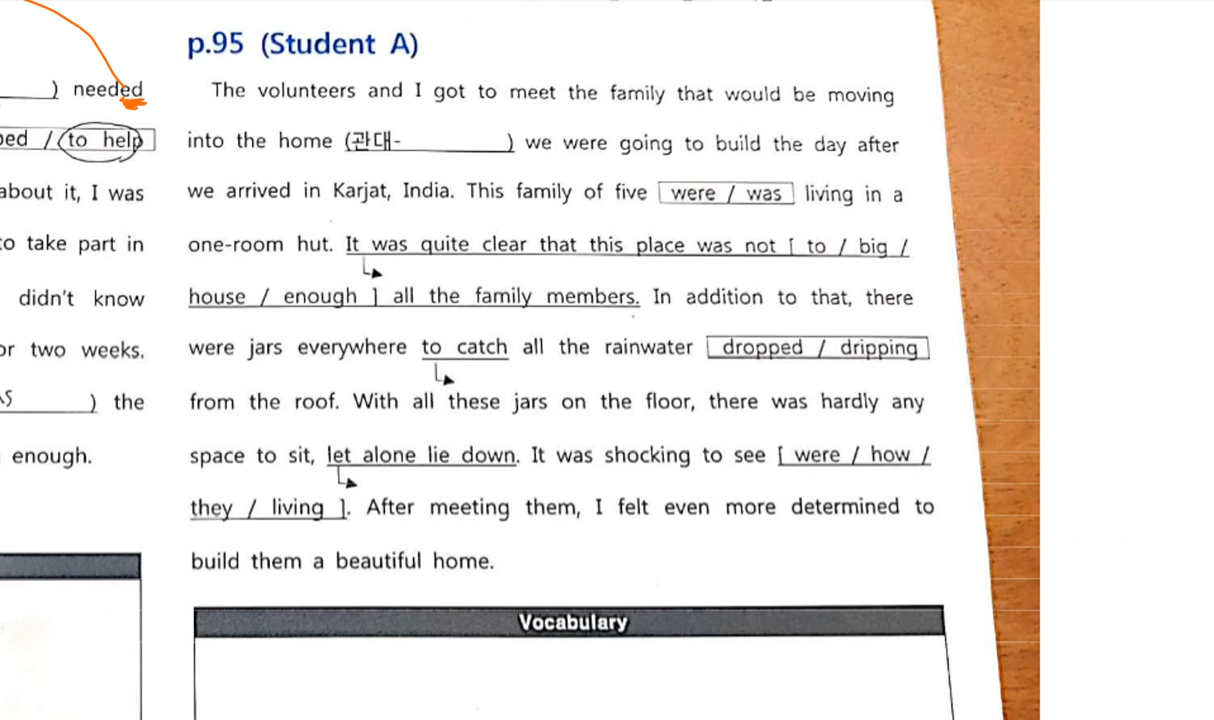 ) needed
/ to help
about it, I was
to take part in
didn't know
or two weeks.
) the
enough.
p.95 (Student A)
The volunteers and I got to meet the family that would be moving
into the home (관대-__________) we were going to build the day after
we arrived in Karjat, India. This family of five were / was living in a
one-room hut. It was quite clear that this place was not [ to / big /
house / enough ] all the family members. In addition to that, there
were jars everywhere to catch all the rainwater dropped / dripping
from the roof. With all these jars on the floor, there was hardly any
space to sit, let alone lie down. It was shocking to see [ were / how /
they / living ]. After meeting them, I felt even more determined to
build them a beautiful home.
Vocabulary